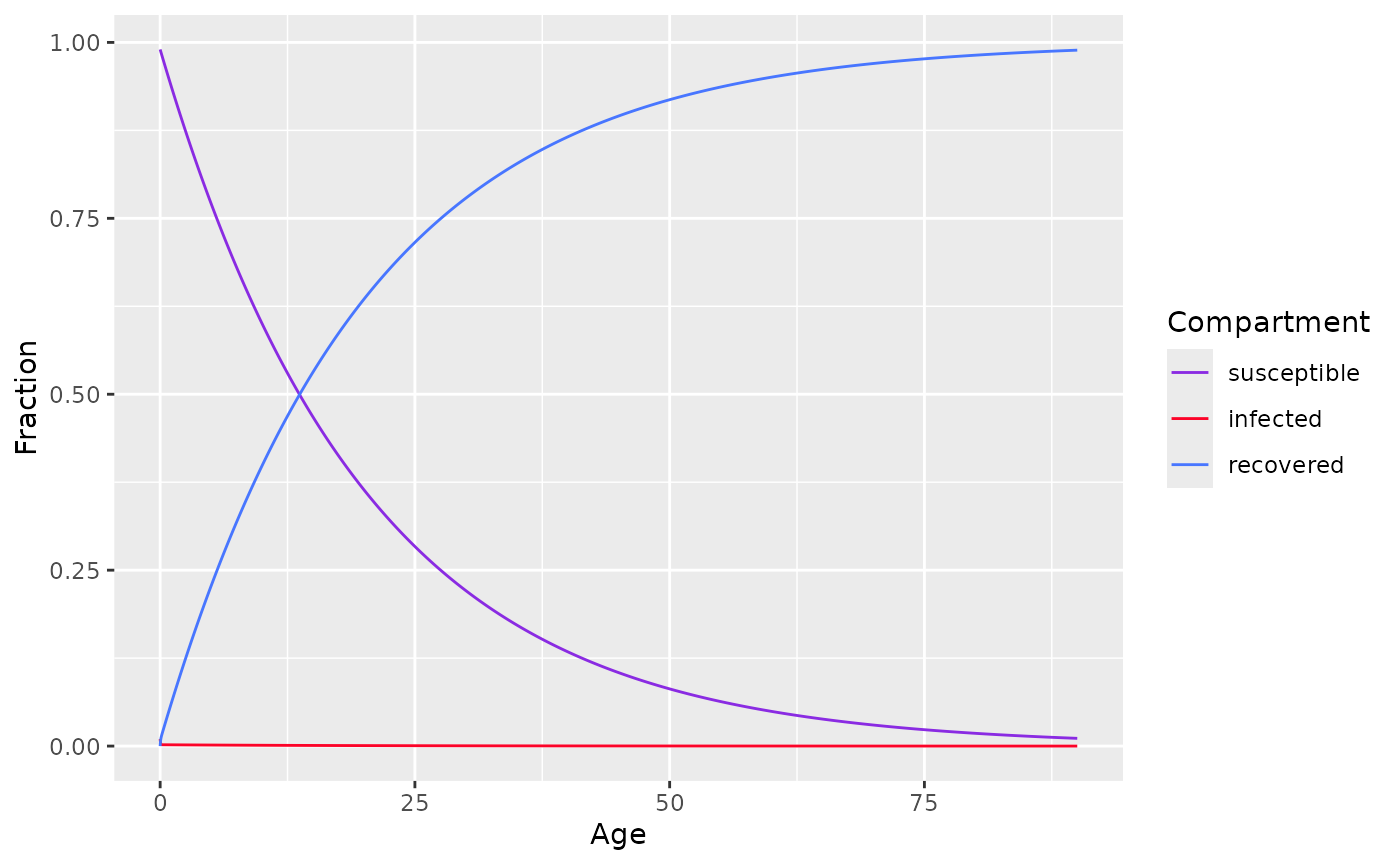 1.00
0.75
0.50
0.25
0.00
Fraction
0 25 50 75
Age
Compartment
susceptible
infected
recovered